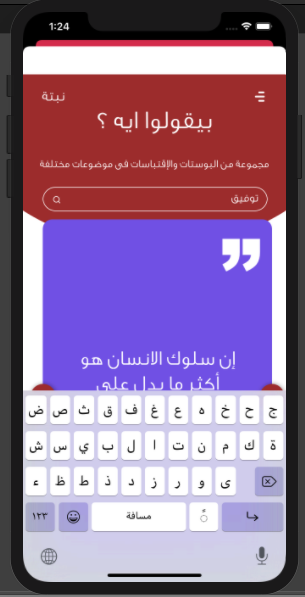 1:24
نبتة
بيقولوا ايه ؟
مجموعة من البوستات والإقتباسات في موضوعات مختلفة
توفيق
إن سلوك الانسان هو
أكثر ما يدل على
ض ص ث ق ف غ ع ه خ ح ج
ش س ي ب ل ا ت ن م ك ة
ء ظ ط ذ د ز ر و ى
١٢٣ مسافة